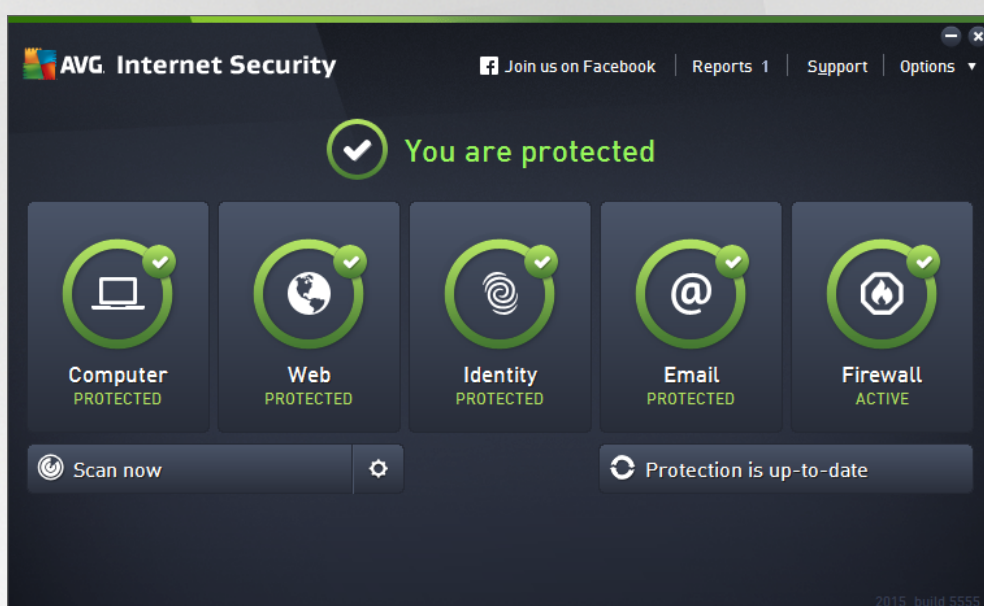 AVG. Internet Security
Join us on Facebook
Reports 1
Support
Options
You are protected
Computer
PROTECTED
Web
PROTECTED
Identity
PROTECTED
Email
PROTECTED
Firewall
ACTIVE
Scan now
Protection is up-to-date
2015, build 5555